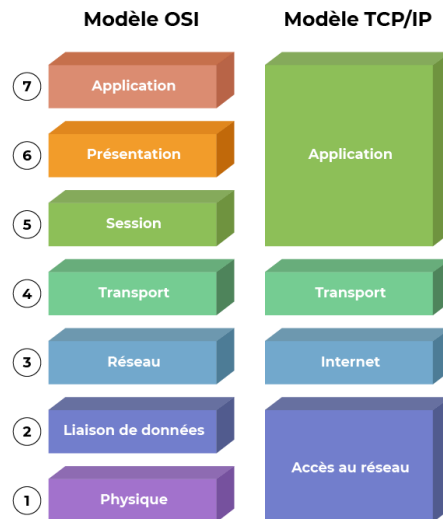 Modèle OSI
Modèle TCP/IP
7
Application
6
Présentation
Application
5
Session
4
Transport
Transport
3
Réseau
Internet
2
Liaison de données
Accès au réseau
1
Physique